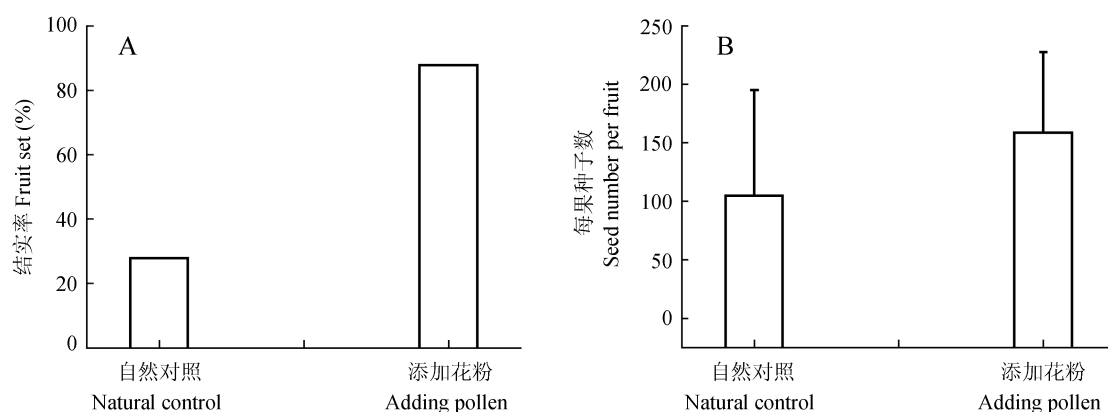 A
结实率 Fruit set (%)
100
80
60
40
20
0
自然对照
Natural control
添加花粉
Adding pollen
B
每果种子数
Seed number per fruit
250
200
150
100
50
0
自然对照
Natural control
添加花粉
Adding pollen